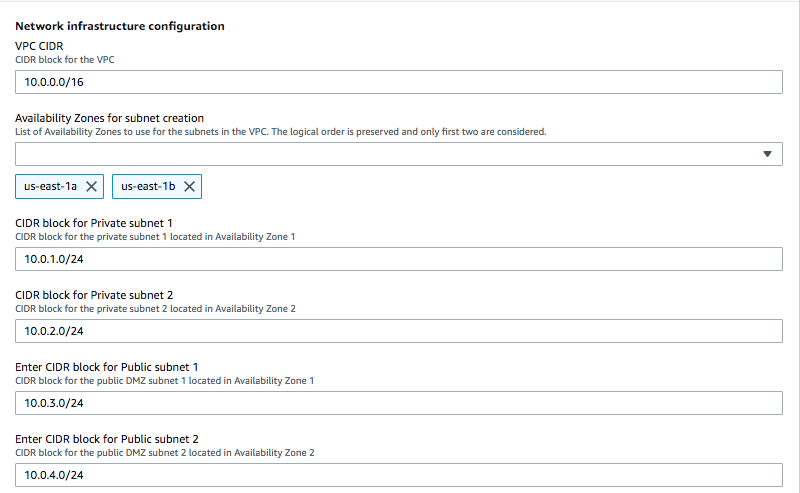 Network infrastructure configuration
VPC CIDR
CIDR block for the VPC
10.0.0.0/16
Availability Zones for subnet creation
List of Availability Zones to use for the subnets in the VPC. The logical order is preserved and only first two are considered.
us-east-1a us-east-1b
CIDR block for Private subnet 1
CIDR block for the private subnet 1 located in Availability Zone 1
10.0.1.0/24
CIDR block for Private subnet 2
CIDR block for the private subnet 2 located in Availability Zone 2
10.0.2.0/24
Enter CIDR block for Public subnet 1
CIDR block for the public DMZ subnet 1 located in Availability Zone 1
10.0.3.0/24
Enter CIDR block for Public subnet 2
CIDR block for the public DMZ subnet 2 located in Availability Zone 2
10.0.4.0/24